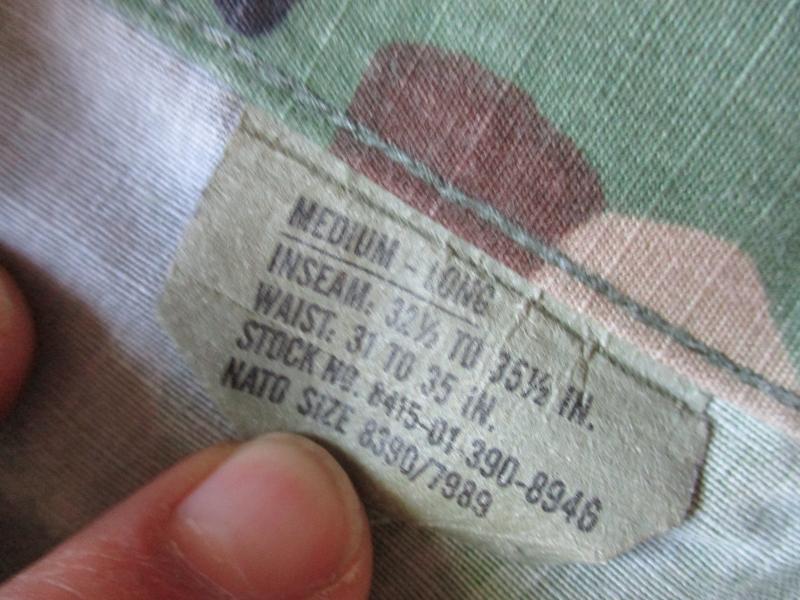 MEDIUM - LONG
INSEAM: 32½ TO 35½ IN.
WAIST: 31 TO 35 IN.
STOCK NO. 8415-01-390-8946
NATO SIZE 8390/7989